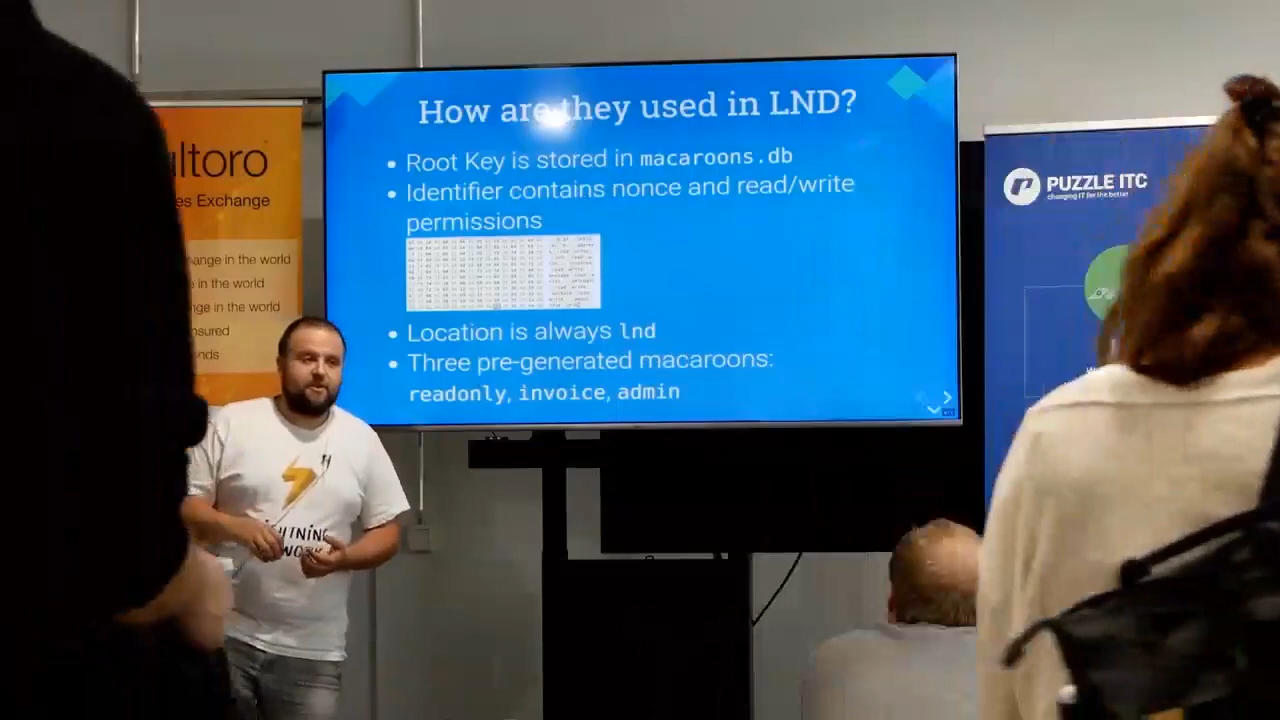 How are they used in LND?
Root Key is stored in macaroons.db
Identifier contains nonce and read/write
permissions
Location is always lnd
Three pre-generated macaroons:
readonly, invoice, admin
ltoro
es Exchange
ange in the world
in the world
nge in the world
nsured
nds
PUZZLE ITC
changing IT for the better